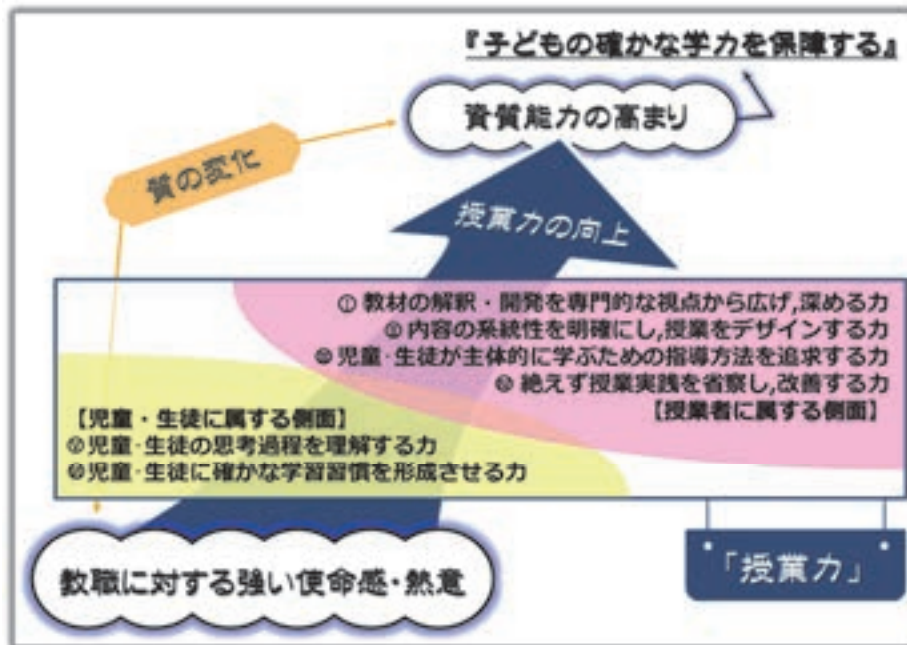 『子どもの確かな学力を保障する』
資質能力の高まり
質の変化
授業力の向上
① 教材の解釈・開発を専門的な視点から広げ,深める力
② 内容の系統性を明確にし,授業をデザインする力
③ 児童・生徒が主体的に学ぶための指導方法を追求する力
④ 絶えず授業実践を省察し,改善する力
【授業者に属する側面】
【児童・生徒に属する側面】
⑤児童・生徒の思考過程を理解する力
⑥児童・生徒に確かな学習習慣を形成させる力
教職に対する強い使命感・熱意
「授業力」